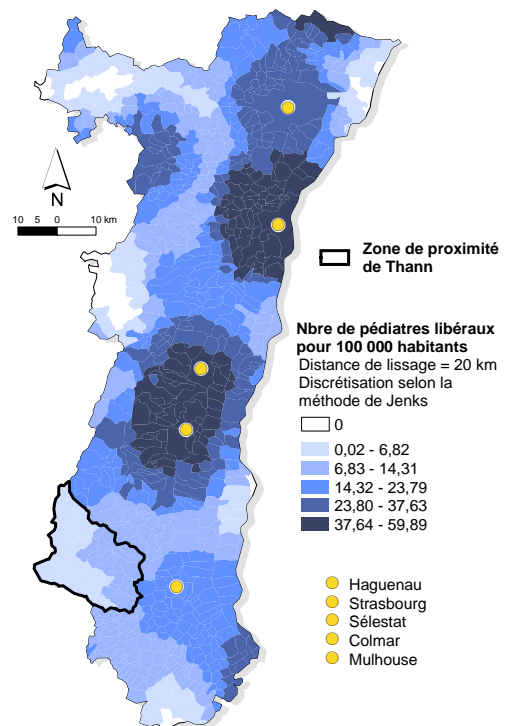 N
10 5 0 10 km
Zone de proximité
de Thann
Nbre de pédiatres libéraux
pour 100 000 habitants
Distance de lissage = 20 km
Discrétisation selon la
méthode de Jenks
0
0,02 - 6,82
6,83 - 14,31
14,32 - 23,79
23,80 - 37,63
37,64 - 59,89
Haguenau
Strasbourg
Sélestat
Colmar
Mulhouse